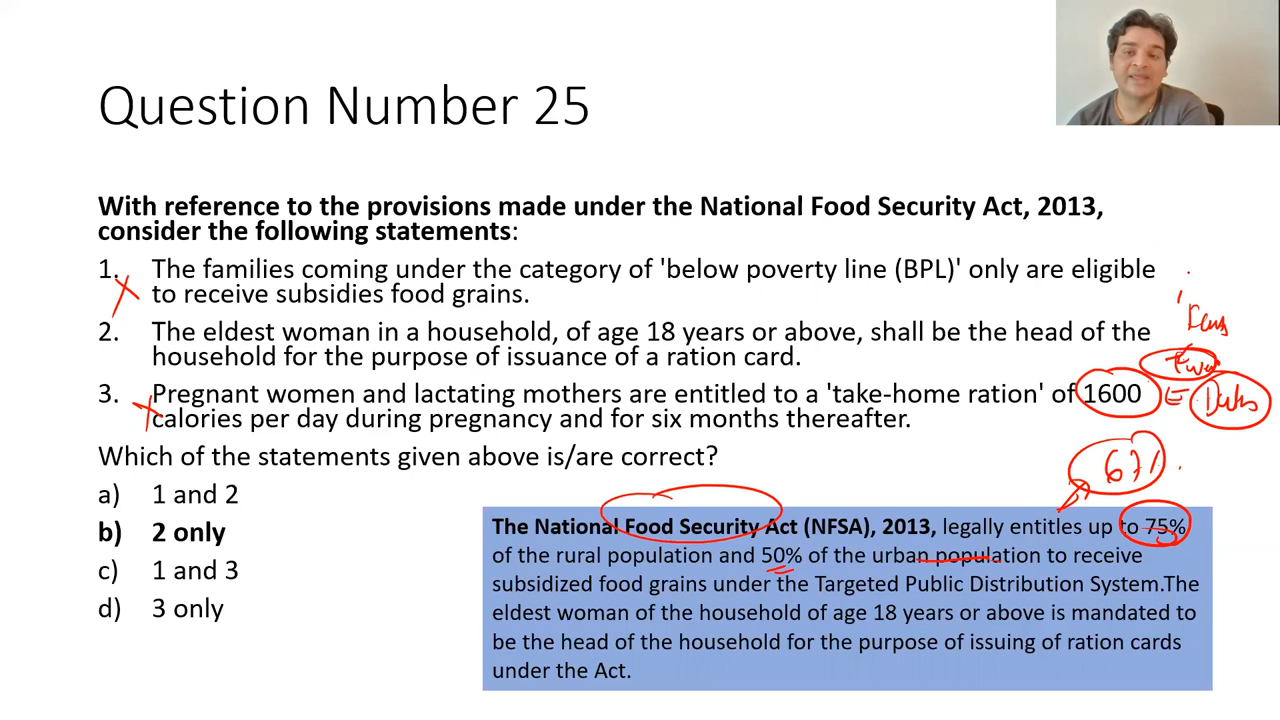 Question Number 25
With reference to the provisions made under the National Food Security Act, 2013,
consider the following statements:
1. The families coming under the category of 'below poverty line (BPL)' only are eligible
to receive subsidies food grains.
2. The eldest woman in a household, of age 18 years or above, shall be the head of the
household for the purpose of issuance of a ration card.
3. Pregnant women and lactating mothers are entitled to a 'take-home ration' of 1600
calories per day during pregnancy and for six months thereafter.
Which of the statements given above is/are correct?
a) 1 and 2
b) 2 only
c) 1 and 3
d) 3 only
67%
The National Food Security Act (NFSA), 2013, legally entitles up to 75%
of the rural population and 50% of the urban population to receive
subsidized food grains under the Targeted Public Distribution System.The
eldest woman of the household of age 18 years or above is mandated to
be the head of the household for the purpose of issuing of ration cards
under the Act.